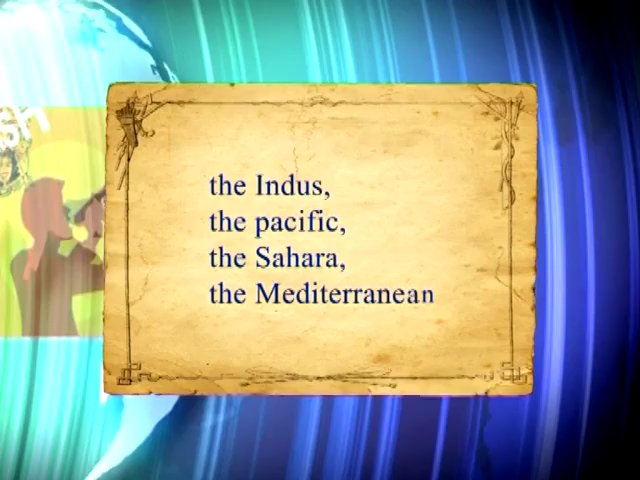 the Indus,
the pacific,
the Sahara,
the Mediterranean